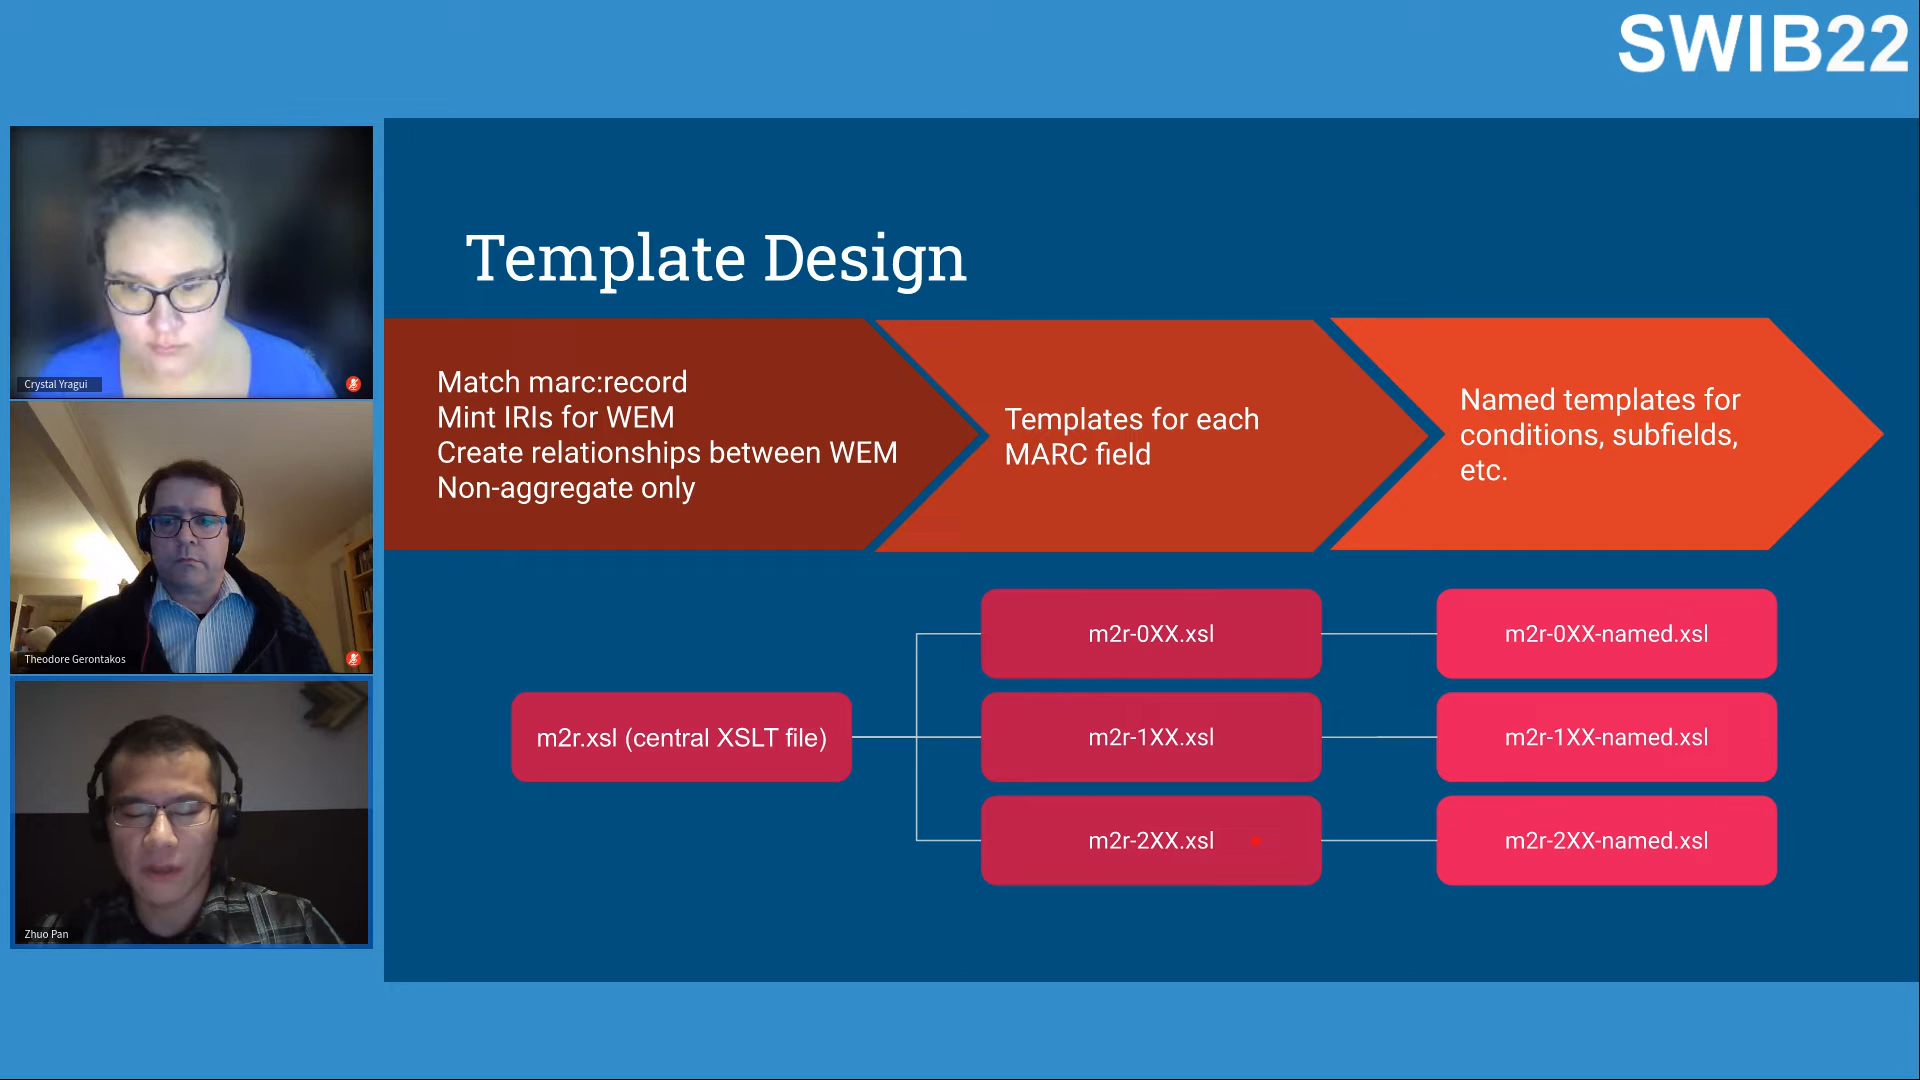 SWIB22
Crystal Yragui
Theodore Gerontakos
Zhuo Pan
Template Design
Match marc:record
Mint IRIs for WEM
Create relationships between WEM
Non-aggregate only
Templates for each
MARC field
Named templates for
conditions, subfields,
etc.
m2r.xsl (central XSLT file)
m2r-0XX.xsl
m2r-1XX.xsl
m2r-2XX.xsl
m2r-0XX-named.xsl
m2r-1XX-named.xsl
m2r-2XX-named.xsl